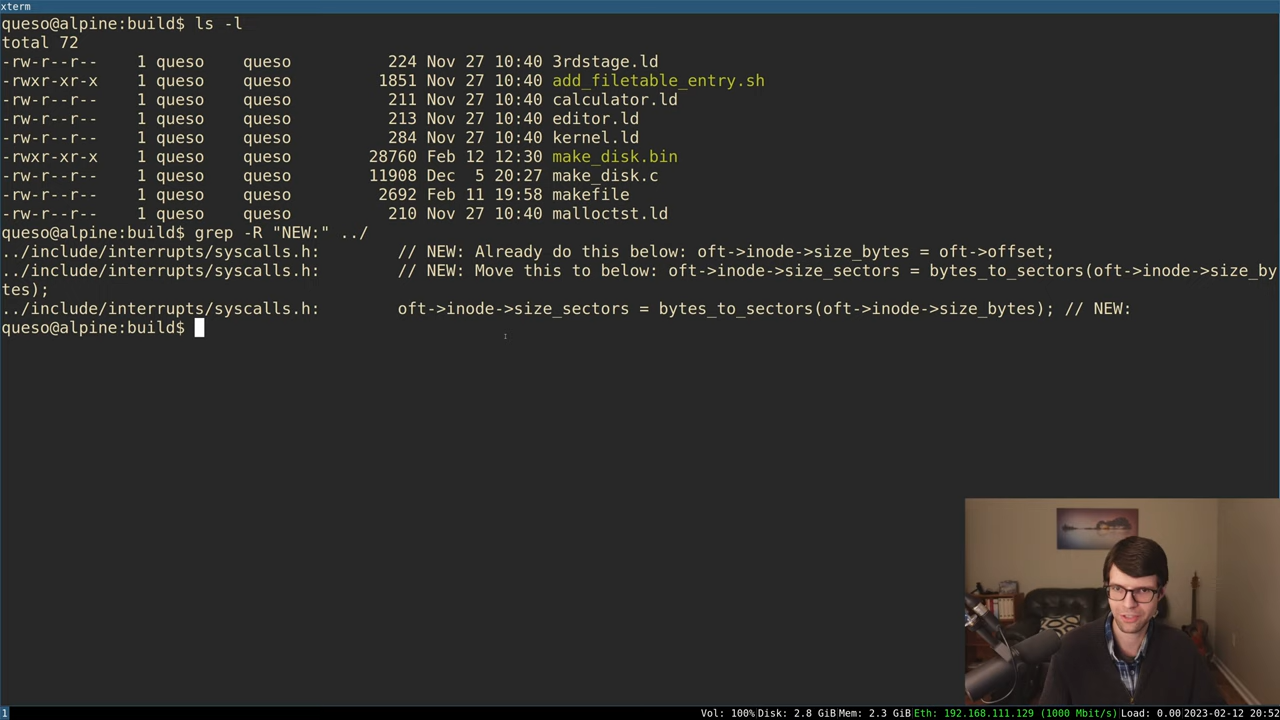 xterm
queso@alpine:build$ ls -l
total 72
-rw-r--r--    1 queso    queso          224 Nov 27 10:40 3rdstage.ld
-rwxr-xr-x    1 queso    queso         1851 Nov 27 10:40 add_filetable_entry.sh
-rw-r--r--    1 queso    queso          211 Nov 27 10:40 calculator.ld
-rw-r--r--    1 queso    queso          213 Nov 27 10:40 editor.ld
-rw-r--r--    1 queso    queso          284 Nov 27 10:40 kernel.ld
-rwxr-xr-x    1 queso    queso        28760 Feb 12 12:30 make_disk.bin
-rw-r--r--    1 queso    queso        11908 Dec  5 20:27 make_disk.c
-rw-r--r--    1 queso    queso         2692 Feb 11 19:58 makefile
-rw-r--r--    1 queso    queso          210 Nov 27 10:40 malloctst.ld
queso@alpine:build$ grep -R "NEW:" ../
../include/interrupts/syscalls.h:        // NEW: Already do this below: oft->inode->size_bytes = oft->offset;
../include/interrupts/syscalls.h:        // NEW: Move this to below: oft->inode->size_sectors = bytes_to_sectors(oft->inode->size_by
tes);
../include/interrupts/syscalls.h:        oft->inode->size_sectors = bytes_to_sectors(oft->inode->size_bytes); // NEW:
queso@alpine:build$
1
Vol: 100% Disk: 2.8 GiB Mem: 2.3 GiB Eth: 192.168.111.129 (1000 Mbit/s) Load: 0.00 2023-02-12 20:52